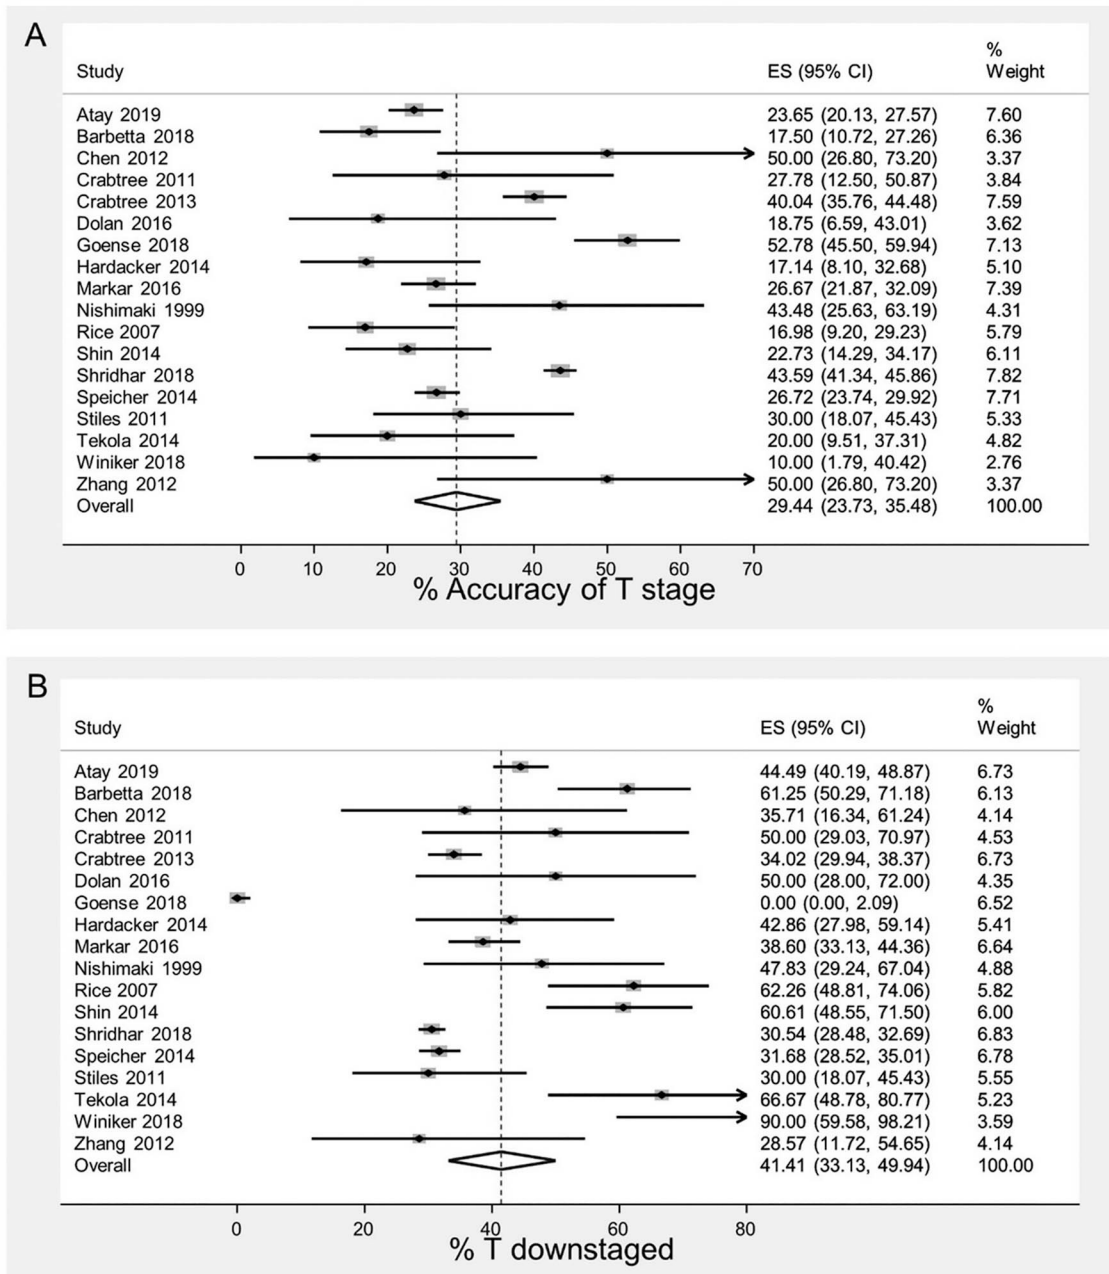 A
%
Study ES (95% CI) Weight
Atay 2019 23.65 (20.13, 27.57) 7.60
Barbetta 2018 17.50 (10.72, 27.26) 6.36
Chen 2012 50.00 (26.80, 73.20) 3.37
Crabtree 2011 27.78 (12.50, 50.87) 3.84
Crabtree 2013 40.04 (35.76, 44.48) 7.59
Dolan 2016 18.75 (6.59, 43.01) 3.62
Goense 2018 52.78 (45.50, 59.94) 7.13
Hardacker 2014 17.14 (8.10, 32.68) 5.10
Markar 2016 26.67 (21.87, 32.09) 7.39
Nishimaki 1999 43.48 (25.63, 63.19) 4.31
Rice 2007 16.98 (9.20, 29.23) 5.79
Shin 2014 22.73 (14.29, 34.17) 6.11
Shridhar 2018 43.59 (41.34, 45.86) 7.82
Speicher 2014 26.72 (23.74, 29.92) 7.71
Stiles 2011 30.00 (18.07, 45.43) 5.33
Tekola 2014 20.00 (9.51, 37.31) 4.82
Winiker 2018 10.00 (1.79, 40.42) 2.76
Zhang 2012 50.00 (26.80, 73.20) 3.37
Overall 29.44 (23.73, 35.48) 100.00
0 10 20 30 40 50 60 70
% Accuracy of T stage
B
%
Study ES (95% CI) Weight
Atay 2019 44.49 (40.19, 48.87) 6.73
Barbetta 2018 61.25 (50.29, 71.18) 6.13
Chen 2012 35.71 (16.34, 61.24) 4.14
Crabtree 2011 50.00 (29.03, 70.97) 4.53
Crabtree 2013 34.02 (29.94, 38.37) 6.73
Dolan 2016 50.00 (28.00, 72.00) 4.35
Goense 2018 0.00 (0.00, 2.09) 6.52
Hardacker 2014 42.86 (27.98, 59.14) 5.41
Markar 2016 38.60 (33.13, 44.36) 6.64
Nishimaki 1999 47.83 (29.24, 67.04) 4.88
Rice 2007 62.26 (48.81, 74.06) 5.82
Shin 2014 60.61 (48.55, 71.50) 6.00
Shridhar 2018 30.54 (28.48, 32.69) 6.83
Speicher 2014 31.68 (28.52, 35.01) 6.78
Stiles 2011 30.00 (18.07, 45.43) 5.55
Tekola 2014 66.67 (48.78, 80.77) 5.23
Winiker 2018 90.00 (59.58, 98.21) 3.59
Zhang 2012 28.57 (11.72, 54.65) 4.14
Overall 41.41 (33.13, 49.94) 100.00
0 20 40 60 80
% T downstaged